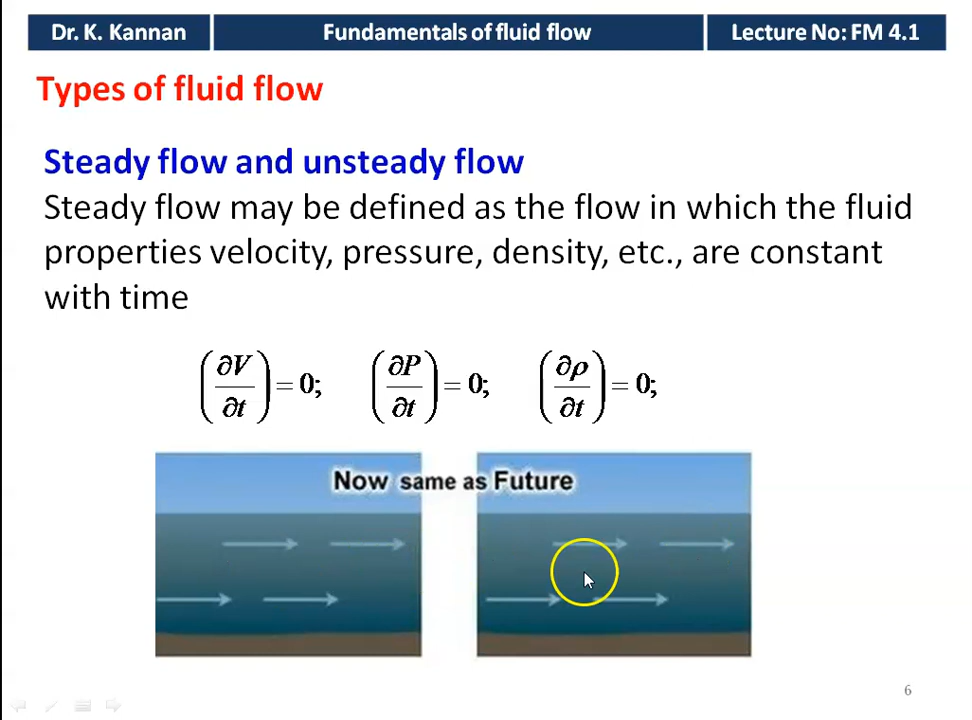 Dr. K. Kannan
Fundamentals of fluid flow
Lecture No: FM 4.1
Types of fluid flow
Steady flow and unsteady flow
Steady flow may be defined as the flow in which the fluid
properties velocity, pressure, density, etc., are constant
with time
(∂V/∂t) = 0; (∂P/∂t) = 0; (∂ρ/∂t) = 0;
Now same as Future
6